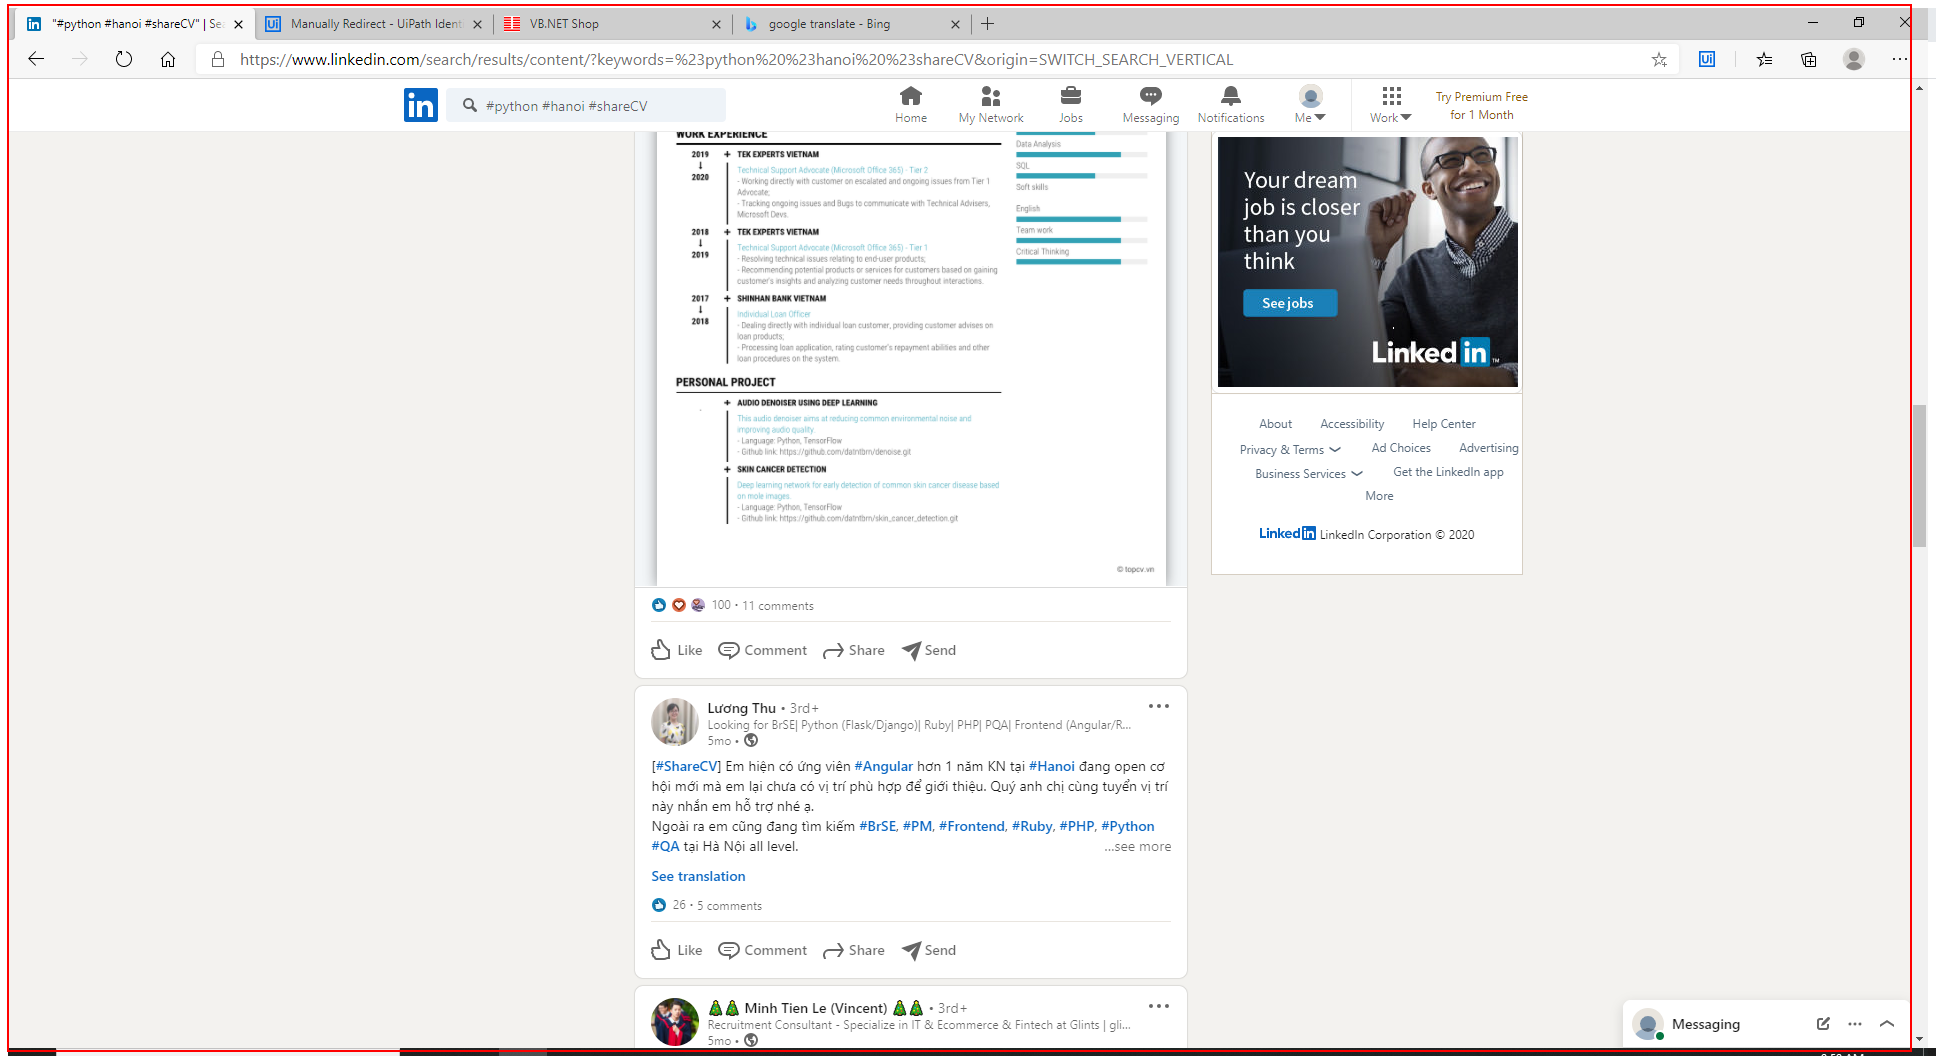 "#python #hanoi #shareCV" | Sea
Manually Redirect - UiPath Ident
VB.NET Shop
google translate - Bing
https://www.linkedin.com/search/results/content/?keywords=%23python%20%23hanoi%20%23shareCV&origin=SWITCH_SEARCH_VERTICAL
in
#python #hanoi #shareCV
Home
My Network
Jobs
Messaging
Notifications
Me
Work
Try Premium Free
for 1 Month
WORK EXPERIENCE
2019
2020
+ TEK EXPERTS VIETNAM
Technical Support Advocate (Microsoft Office 365) - Tier 2
- Working directly with customer on escalated and ongoing issues from Tier 1
Advocate;
- Tracking ongoing issues and Bugs to communicate with Technical Advisers,
Microsoft Devs.
2018
2019
+ TEK EXPERTS VIETNAM
Technical Support Advocate (Microsoft Office 365) - Tier 1
- Resolving technical issues relating to end-user products;
- Recommending potential products or services for customers based on gaining
customer's insights and analyzing customer needs throughout interactions.
2017
2018
+ SHINHAN BANK VIETNAM
Individual Loan Officer
- Dealing directly with individual loan customer, providing customer advises on
loan products;
- Processing loan application, rating customer's repayment abilities and other
loan procedures on the system.
PERSONAL PROJECT
+ AUDIO DENOISER USING DEEP LEARNING
This audio denoiser aims at reducing common environmental noise and
improving audio quality.
- Language: Python, TensorFlow
- Github link: https://github.com/datntbm/denoise.git
+ SKIN CANCER DETECTION
Deep learning network for early detection of common skin cancer disease based
on mole images.
- Language: Python, TensorFlow
- Github link: https://github.com/datntbm/skin_cancer_detection.git
Data Analysis
SQL
Soft skills
English
Team work
Critical Thinking
© topcv.vn
100 • 11 comments
Like
Comment
Share
Send
Lương Thu • 3rd+
Looking for BrSE| Python (Flask/Django)| Ruby| PHP| PQA| Frontend (Angular/R...
5mo •
[#ShareCV] Em hiện có ứng viên #Angular hơn 1 năm KN tại #Hanoi đang open cơ
hội mới mà em lại chưa có vị trí phù hợp để giới thiệu. Quý anh chị cùng tuyển vị trí
này nhắn em hỗ trợ nhé ạ.
Ngoài ra em cũng đang tìm kiếm #BrSE, #PM, #Frontend, #Ruby, #PHP, #Python
#QA tại Hà Nội all level.
...see more
See translation
26 • 5 comments
Like
Comment
Share
Send
Minh Tien Le (Vincent) • 3rd+
Recruitment Consultant - Specialize in IT & Ecommerce & Fintech at Glints | gli...
5mo •
Your dream
job is closer
than you
think
See jobs
Linked in ™
About
Accessibility
Help Center
Privacy & Terms
Ad Choices
Advertising
Business Services
Get the LinkedIn app
More
Linked in LinkedIn Corporation © 2020
Messaging